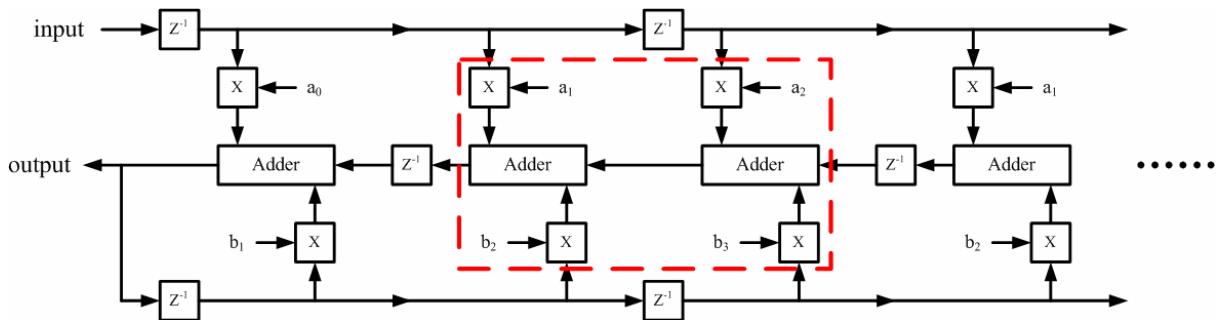 input Z⁻¹ Z⁻¹
X a₀ X a₁ X a₂ X a₁
output Adder Z⁻¹ Adder Adder Z⁻¹ Adder ......
b₁ X b₂ X b₃ X b₂ X
Z⁻¹ Z⁻¹